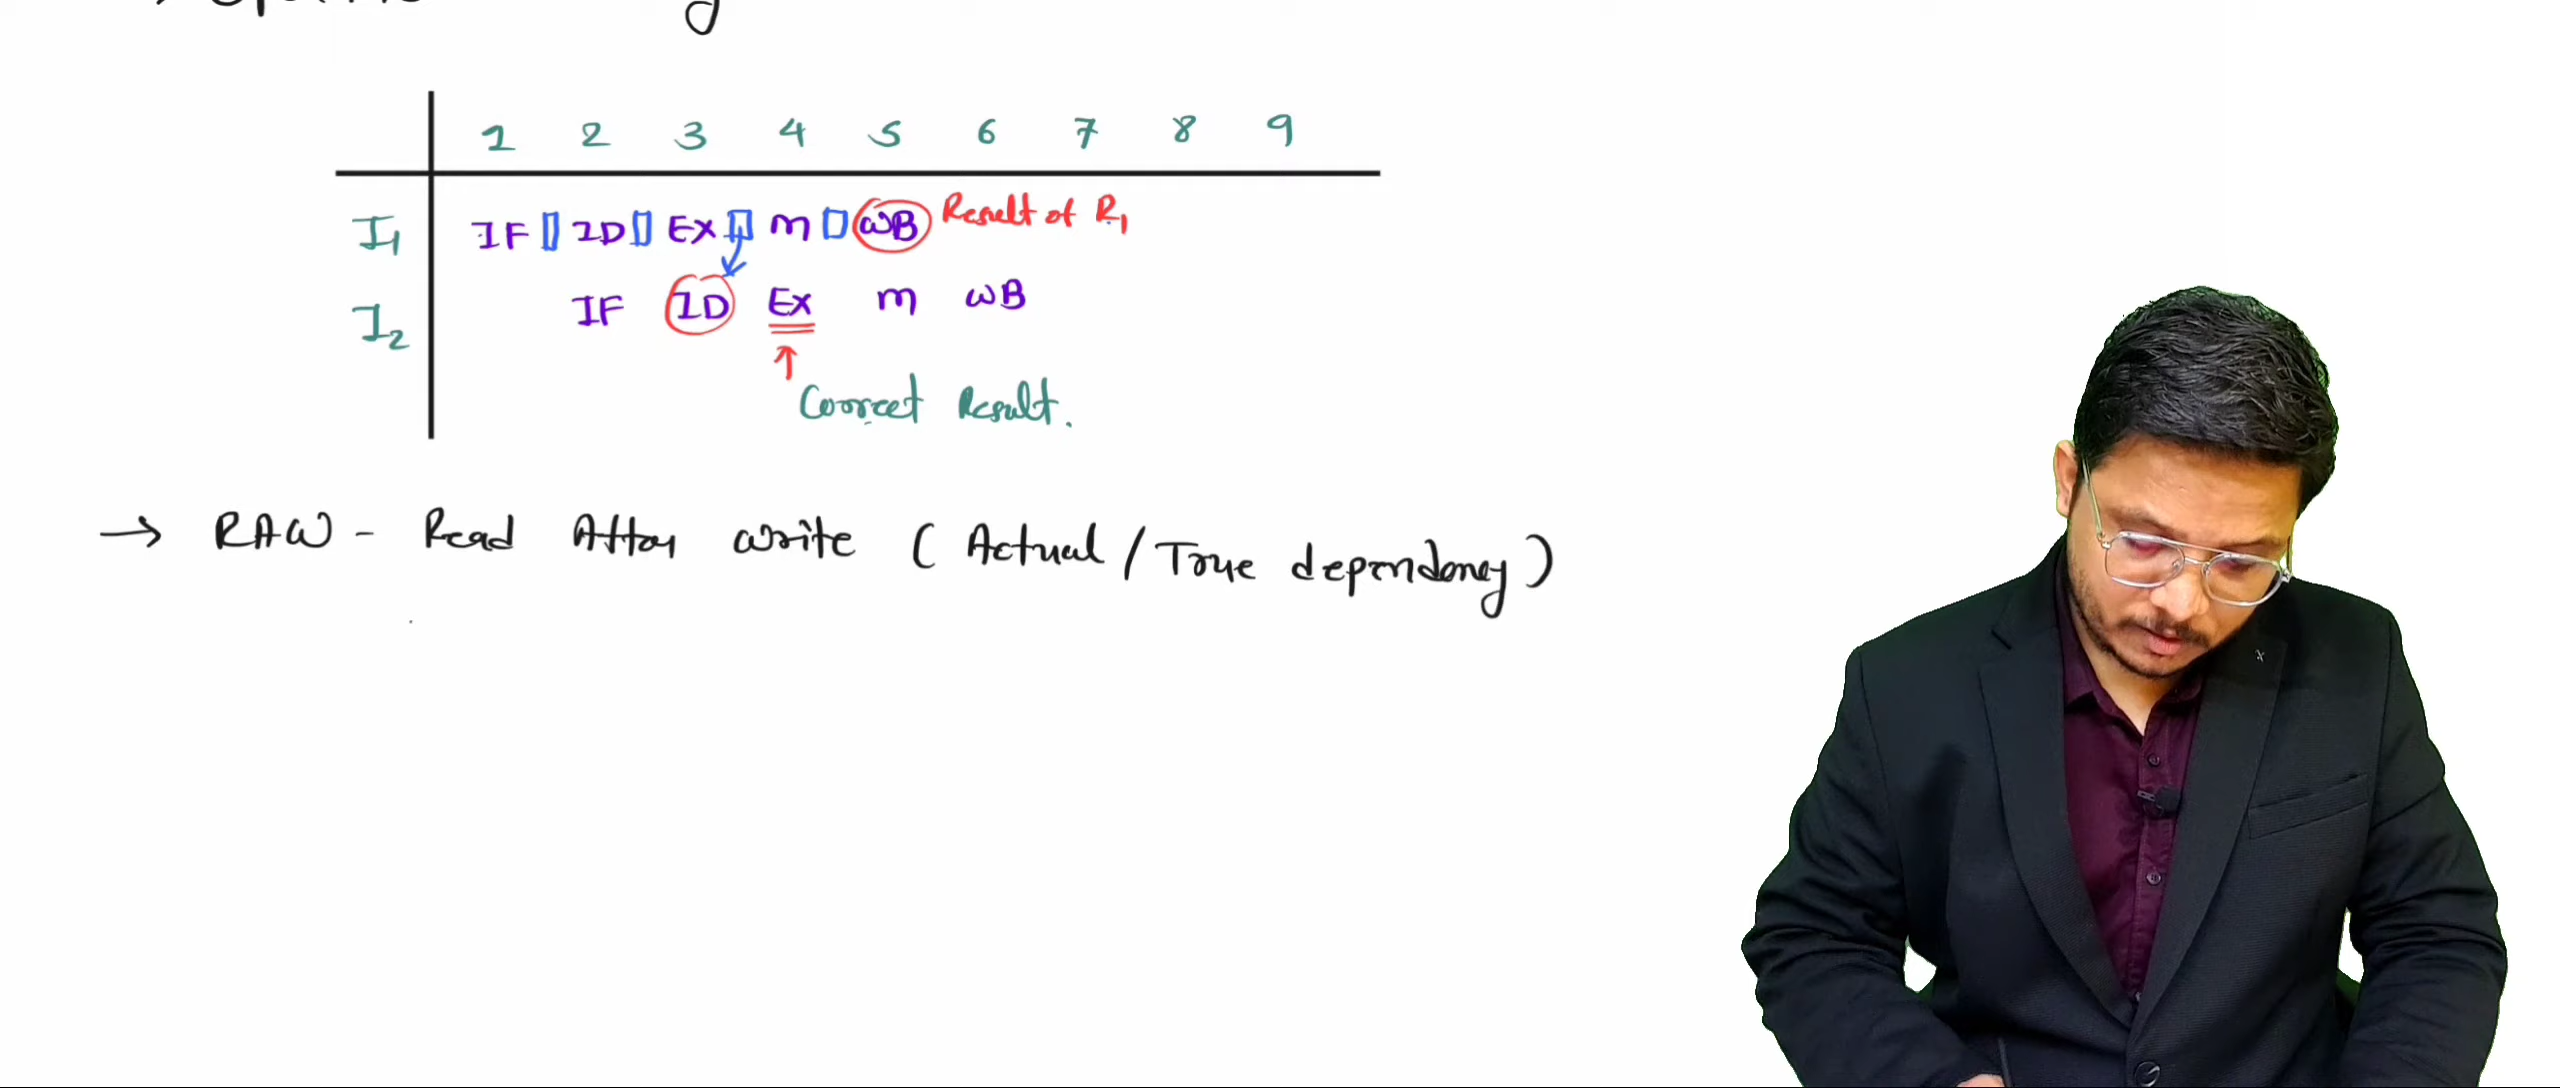 1 2 3 4 5 6 7 8 9
I1 IF ID EX M WB Result of R1
I2 IF ID EX M WB
Correct Result.
→ RAW - Read After write ( Actual / True dependency )